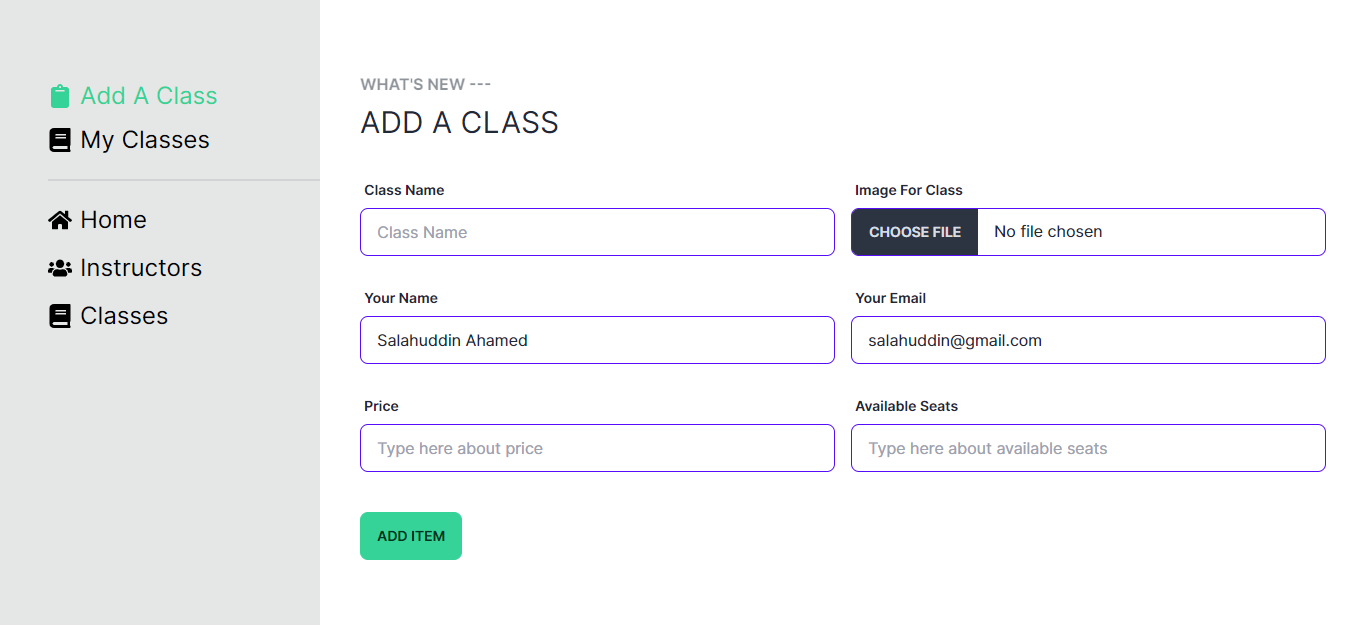 Add A Class
My Classes
Home
Instructors
Classes
WHAT'S NEW ---
ADD A CLASS
Class Name
Image For Class
Class Name
CHOOSE FILE No file chosen
Your Name
Your Email
Salahuddin Ahamed
salahuddin@gmail.com
Price
Available Seats
Type here about price
Type here about available seats
ADD ITEM